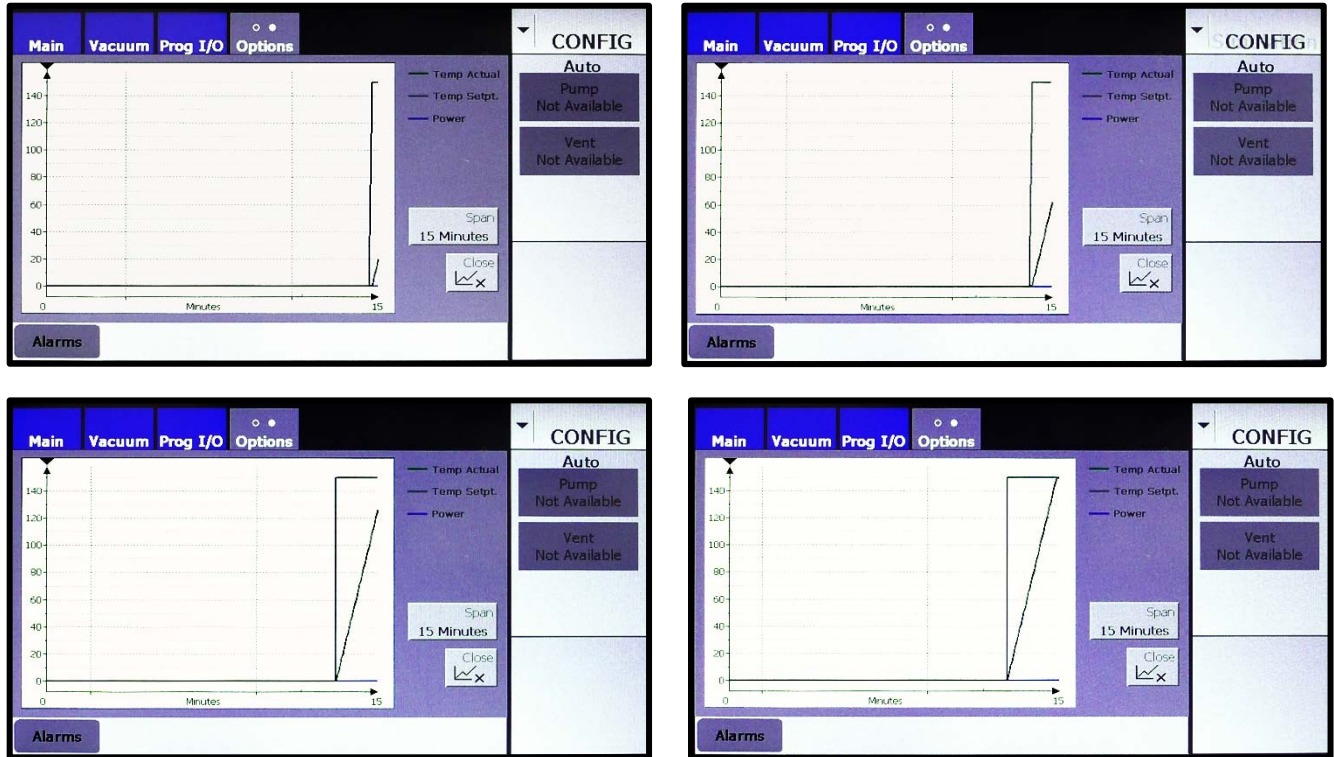 Main Vacuum Prog I/O Options CONFIG
Auto
Pump
Not Available
Vent
Not Available
Temp Actual
Temp Setpt.
Power
140
120
100
80
60
40
20
0
0 Minutes 15
Span
15 Minutes
Close
Alarms
Main Vacuum Prog I/O Options CONFIG
Auto
Pump
Not Available
Vent
Not Available
Temp Actual
Temp Setpt.
Power
140
120
100
80
60
40
20
0
0 Minutes 15
Span
15 Minutes
Close
Alarms
Main Vacuum Prog I/O Options CONFIG
Auto
Pump
Not Available
Vent
Not Available
Temp Actual
Temp Setpt.
Power
140
120
100
80
60
40
20
0
0 Minutes 15
Span
15 Minutes
Close
Alarms
Main Vacuum Prog I/O Options CONFIG
Auto
Pump
Not Available
Vent
Not Available
Temp Actual
Temp Setpt.
Power
140
120
100
80
60
40
20
0
0 Minutes 15
Span
15 Minutes
Close
Alarms